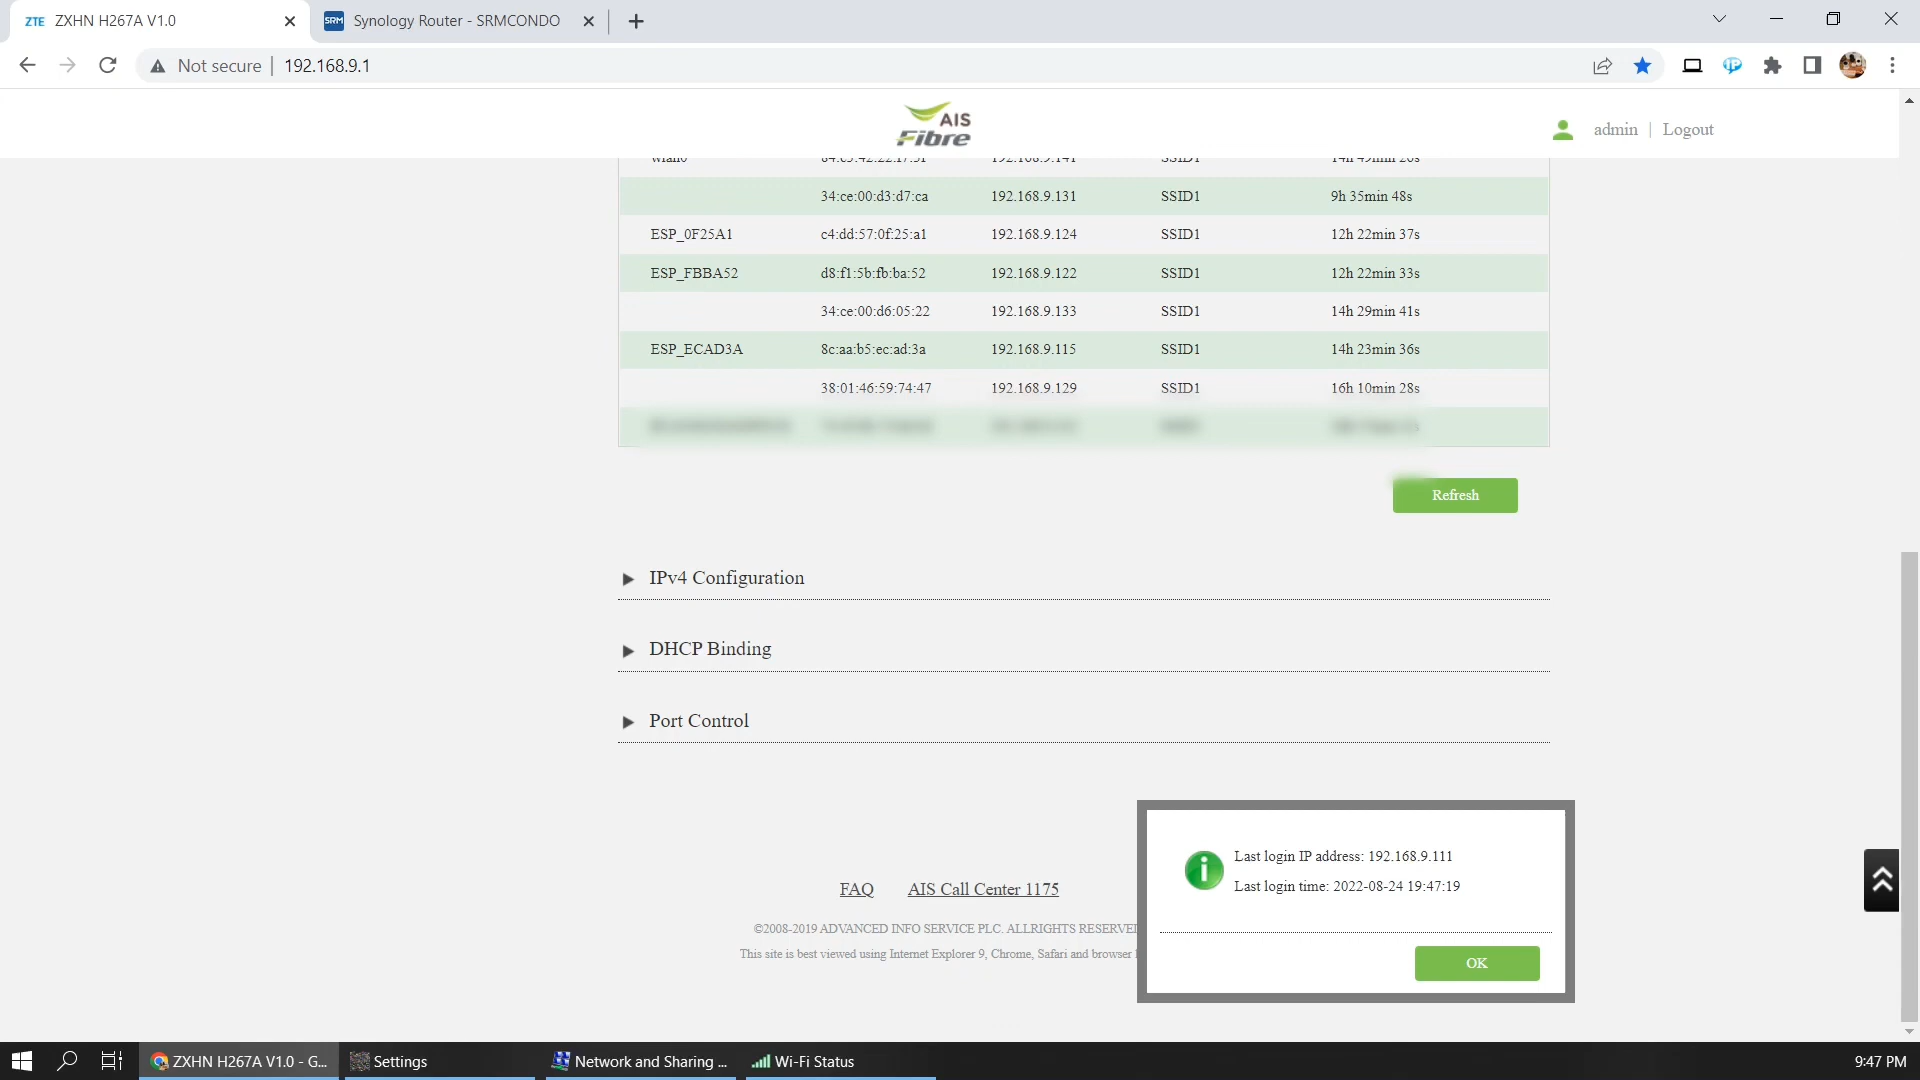 ZTE ZXHN H267A V1.0
SRM Synology Router - SRMCONDO
Not secure | 192.168.9.1
AIS
Fibre
admin | Logout
34:ce:00:d3:d7:ca 192.168.9.131 SSID1 9h 35min 48s
ESP_0F25A1 c4:dd:57:0f:25:a1 192.168.9.124 SSID1 12h 22min 37s
ESP_FBBA52 d8:f1:5b:fb:ba:52 192.168.9.122 SSID1 12h 22min 33s
34:ce:00:d6:05:22 192.168.9.133 SSID1 14h 29min 41s
ESP_ECAD3A 8c:aa:b5:ec:ad:3a 192.168.9.115 SSID1 14h 23min 36s
38:01:46:59:74:47 192.168.9.129 SSID1 16h 10min 28s
Refresh
IPv4 Configuration
DHCP Binding
Port Control
Last login IP address: 192.168.9.111
Last login time: 2022-08-24 19:47:19
OK
FAQ AIS Call Center 1175
©2008-2019 ADVANCED INFO SERVICE PLC. ALLRIGHTS
This site is best viewed using Internet Explorer 9, Chrome, Safari and browser
ZXHN H267A V1.0 - G... Settings Network and Sharing ... Wi-Fi Status 9:47 PM